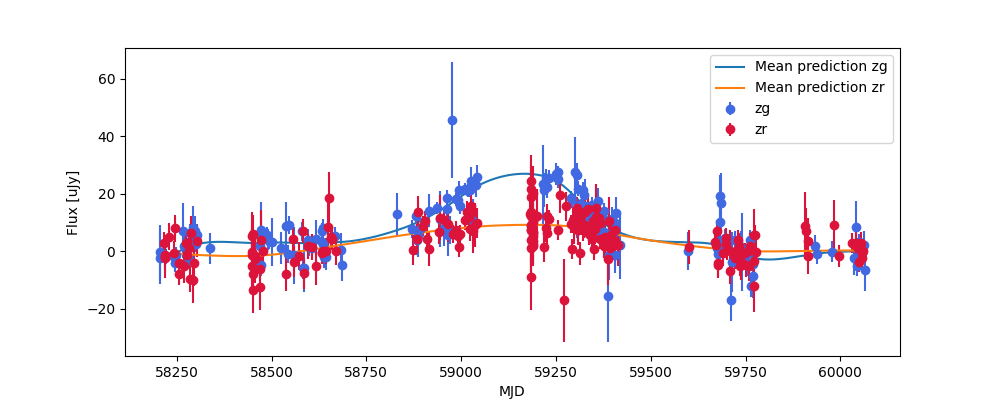 60
40
20
0
−20
Flux [uJy]
58250 58500 58750 59000 59250 59500 59750 60000
MJD
Mean prediction zg
Mean prediction zr
zg
zr